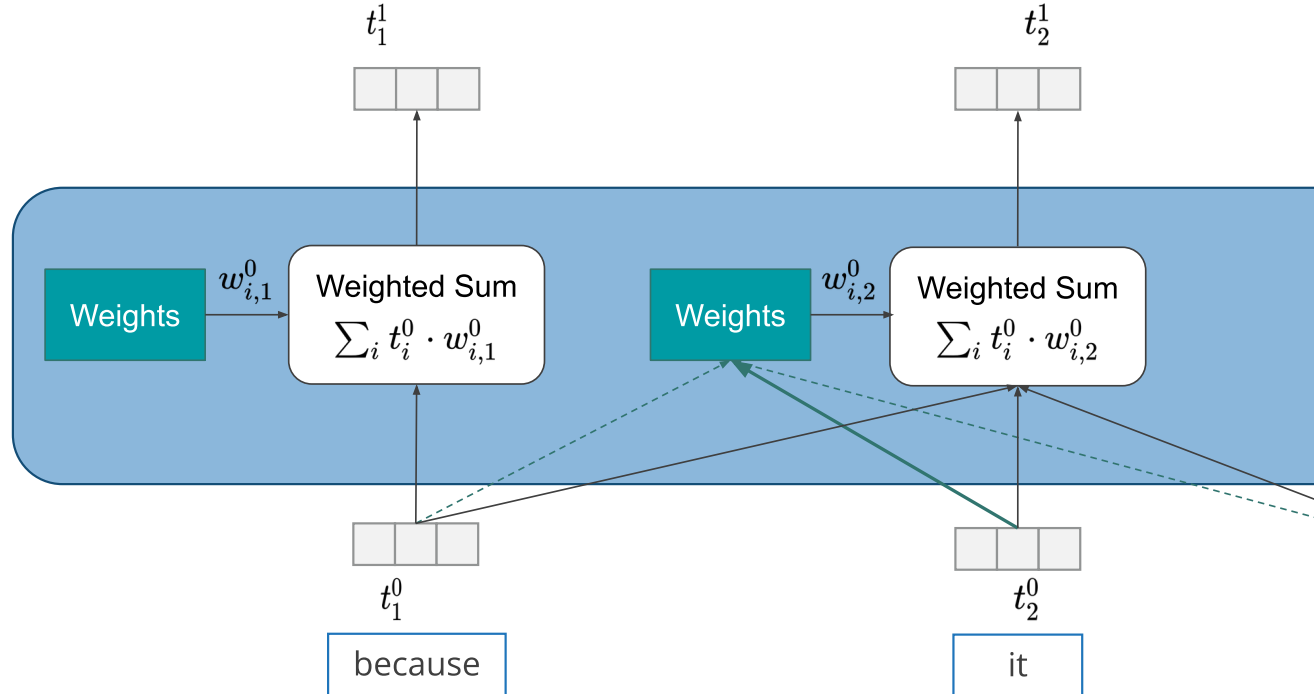 t_1^1
t_2^1
Weights
w_{i,1}^0
Weighted Sum
∑_i t_i^0 · w_{i,1}^0
Weights
w_{i,2}^0
Weighted Sum
∑_i t_i^0 · w_{i,2}^0
t_1^0
t_2^0
because
it